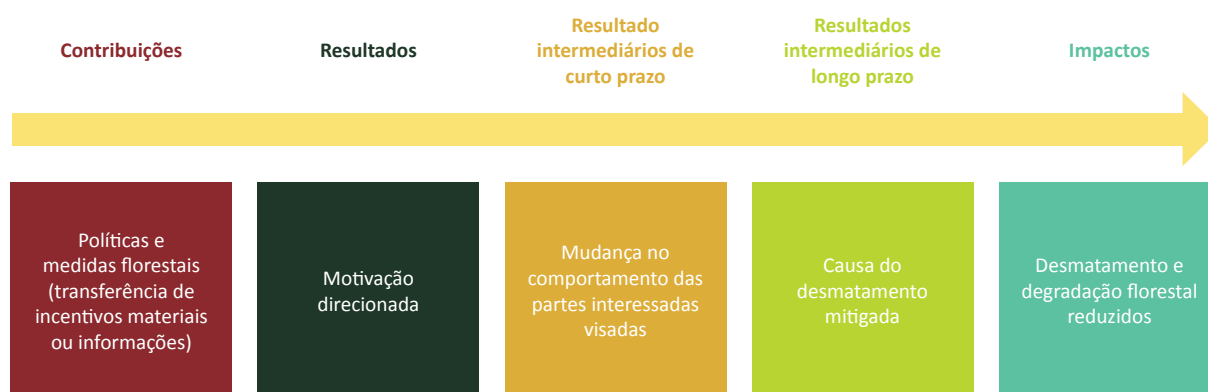 Contribuições
Resultados
Resultado
intermediários de
curto prazo
Resultados
intermediários de
longo prazo
Impactos
Políticas e
medidas florestais
(transferência de
incentivos materiais
ou informações)
Motivação
direcionada
Mudança no
comportamento das
partes interessadas
visadas
Causa do
desmatamento
mitigada
Desmatamento e
degradação florestal
reduzidos